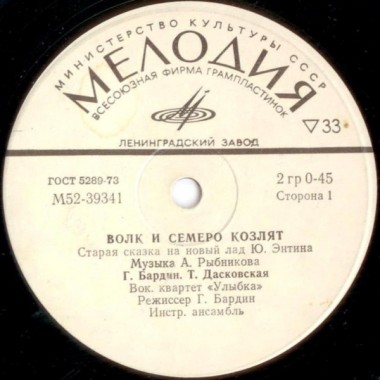 МИНИСТЕРСТВО КУЛЬТУРЫ СССР
МЕЛОДИЯ
ВСЕСОЮЗНАЯ ФИРМА ГРАМПЛАСТИНОК
▽33
ЛЕНИНГРАДСКИЙ ЗАВОД
ГОСТ 5289-73
2 гр 0-45
М52-39341
Сторона 1
ВОЛК И СЕМЕРО КОЗЛЯТ
Старая сказка на новый лад Ю. Энтина
Музыка А. Рыбникова
Г. Бардин, Т. Дасковская
Вок. квартет «Улыбка»
Режиссер Г. Бардин
Инстр. ансамбль